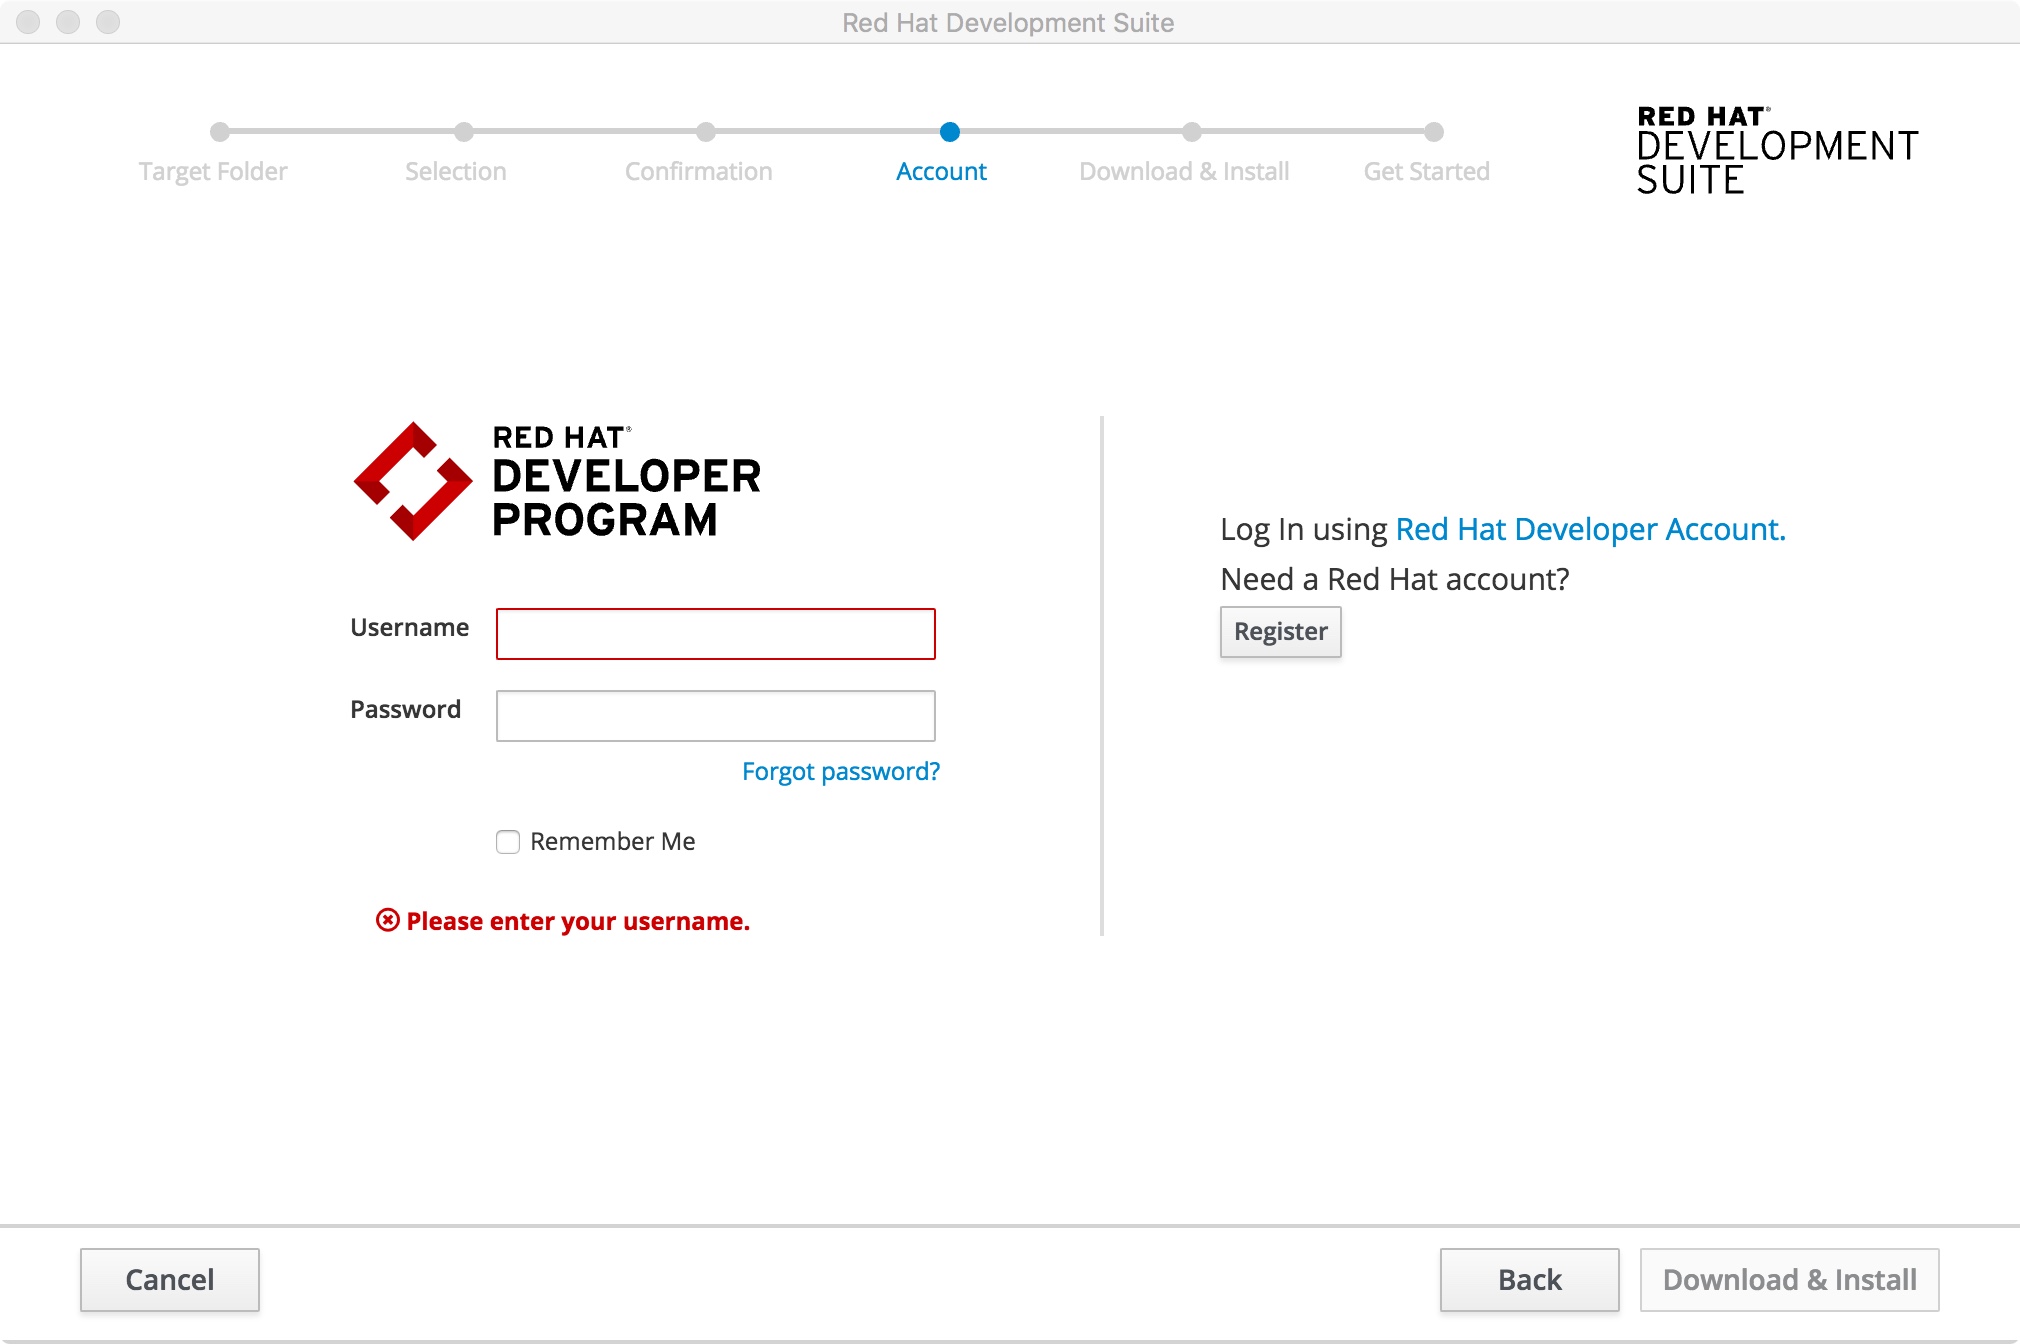 Red Hat Development Suite
Target Folder
Selection
Confirmation
Account
Download & Install
Get Started
RED HAT®
DEVELOPMENT
SUITE
RED HAT®
DEVELOPER
PROGRAM
Username
Password
Forgot password?
Remember Me
Please enter your username.
Log In using Red Hat Developer Account.
Need a Red Hat account?
Register
Cancel
Back
Download & Install